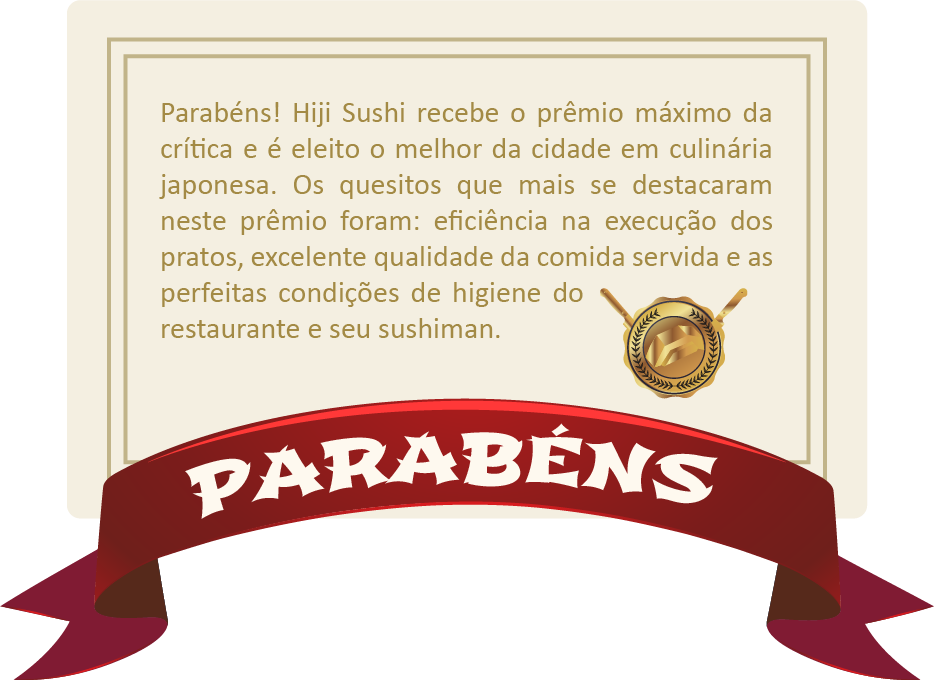 Parabéns! Hiji Sushi recebe o prêmio máximo da
crítica e é eleito o melhor da cidade em culinária
japonesa. Os quesitos que mais se destacaram
neste prêmio foram: eficiência na execução dos
pratos, excelente qualidade da comida servida e as
perfeitas condições de higiene do
restaurante e seu sushiman.
PARABÉNS